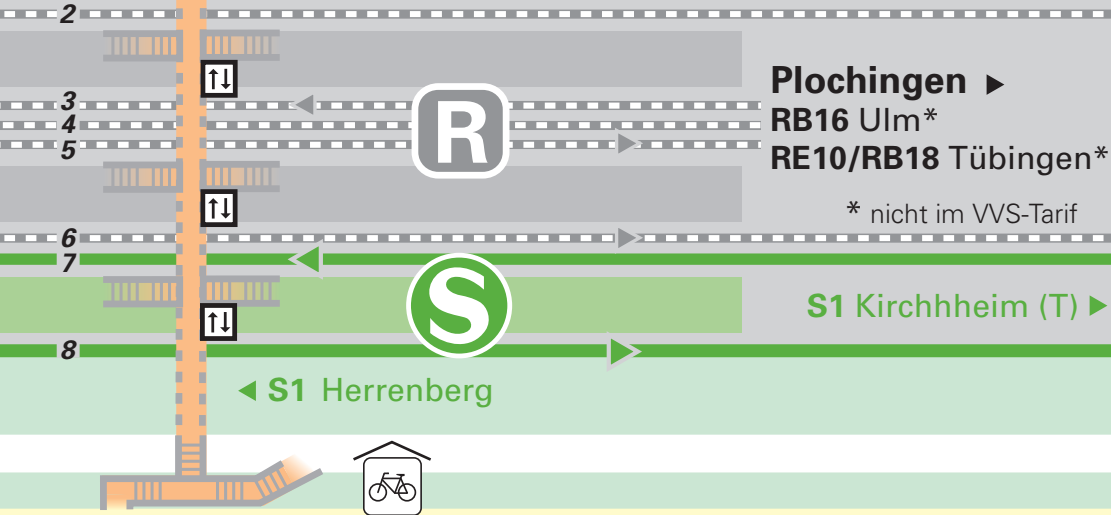 2
3
4
5
R
Plochingen ▶
RB16 Ulm*
RE10/RB18 Tübingen*
* nicht im VVS-Tarif
6
7
S
S1 Kirchhheim (T) ▶
8
◀ S1 Herrenberg